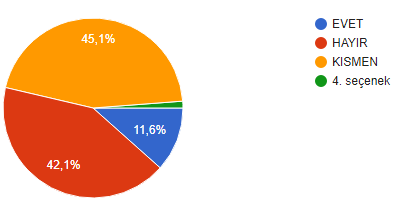 45,1%
42,1%
11,6%
EVET
HAYIR
KISMEN
4. seçenek